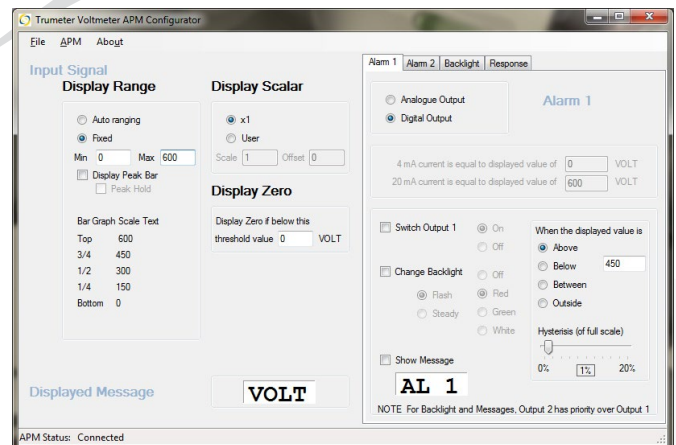 Trumeter Voltmeter APM Configurator
File APM About
Input Signal
Display Range
Auto ranging
Fixed
Min 0 Max 600
Display Peak Bar
Peak Hold
Bar Graph Scale Text
Top 600
3/4 450
1/2 300
1/4 150
Bottom 0
Display Scalar
x1
User
Scale 1 Offset 0
Display Zero
Display Zero if below this
threshold value 0 VOLT
Displayed Message
VOLT
Alarm 1 Alarm 2 Backlight Response
Analogue Output
Digital Output
Alarm 1
4 mA current is equal to displayed value of 0 VOLT
20 mA current is equal to displayed value of 600 VOLT
Switch Output 1
On
Off
Change Backlight
Flash
Steady
Off
Red
Green
White
Show Message
AL 1
When the displayed value is
Above
Below 450
Between
Outside
Hysterisis (of full scale)
0% 1% 20%
NOTE For Backlight and Messages, Output 2 has priority over Output 1
APM Status: Connected